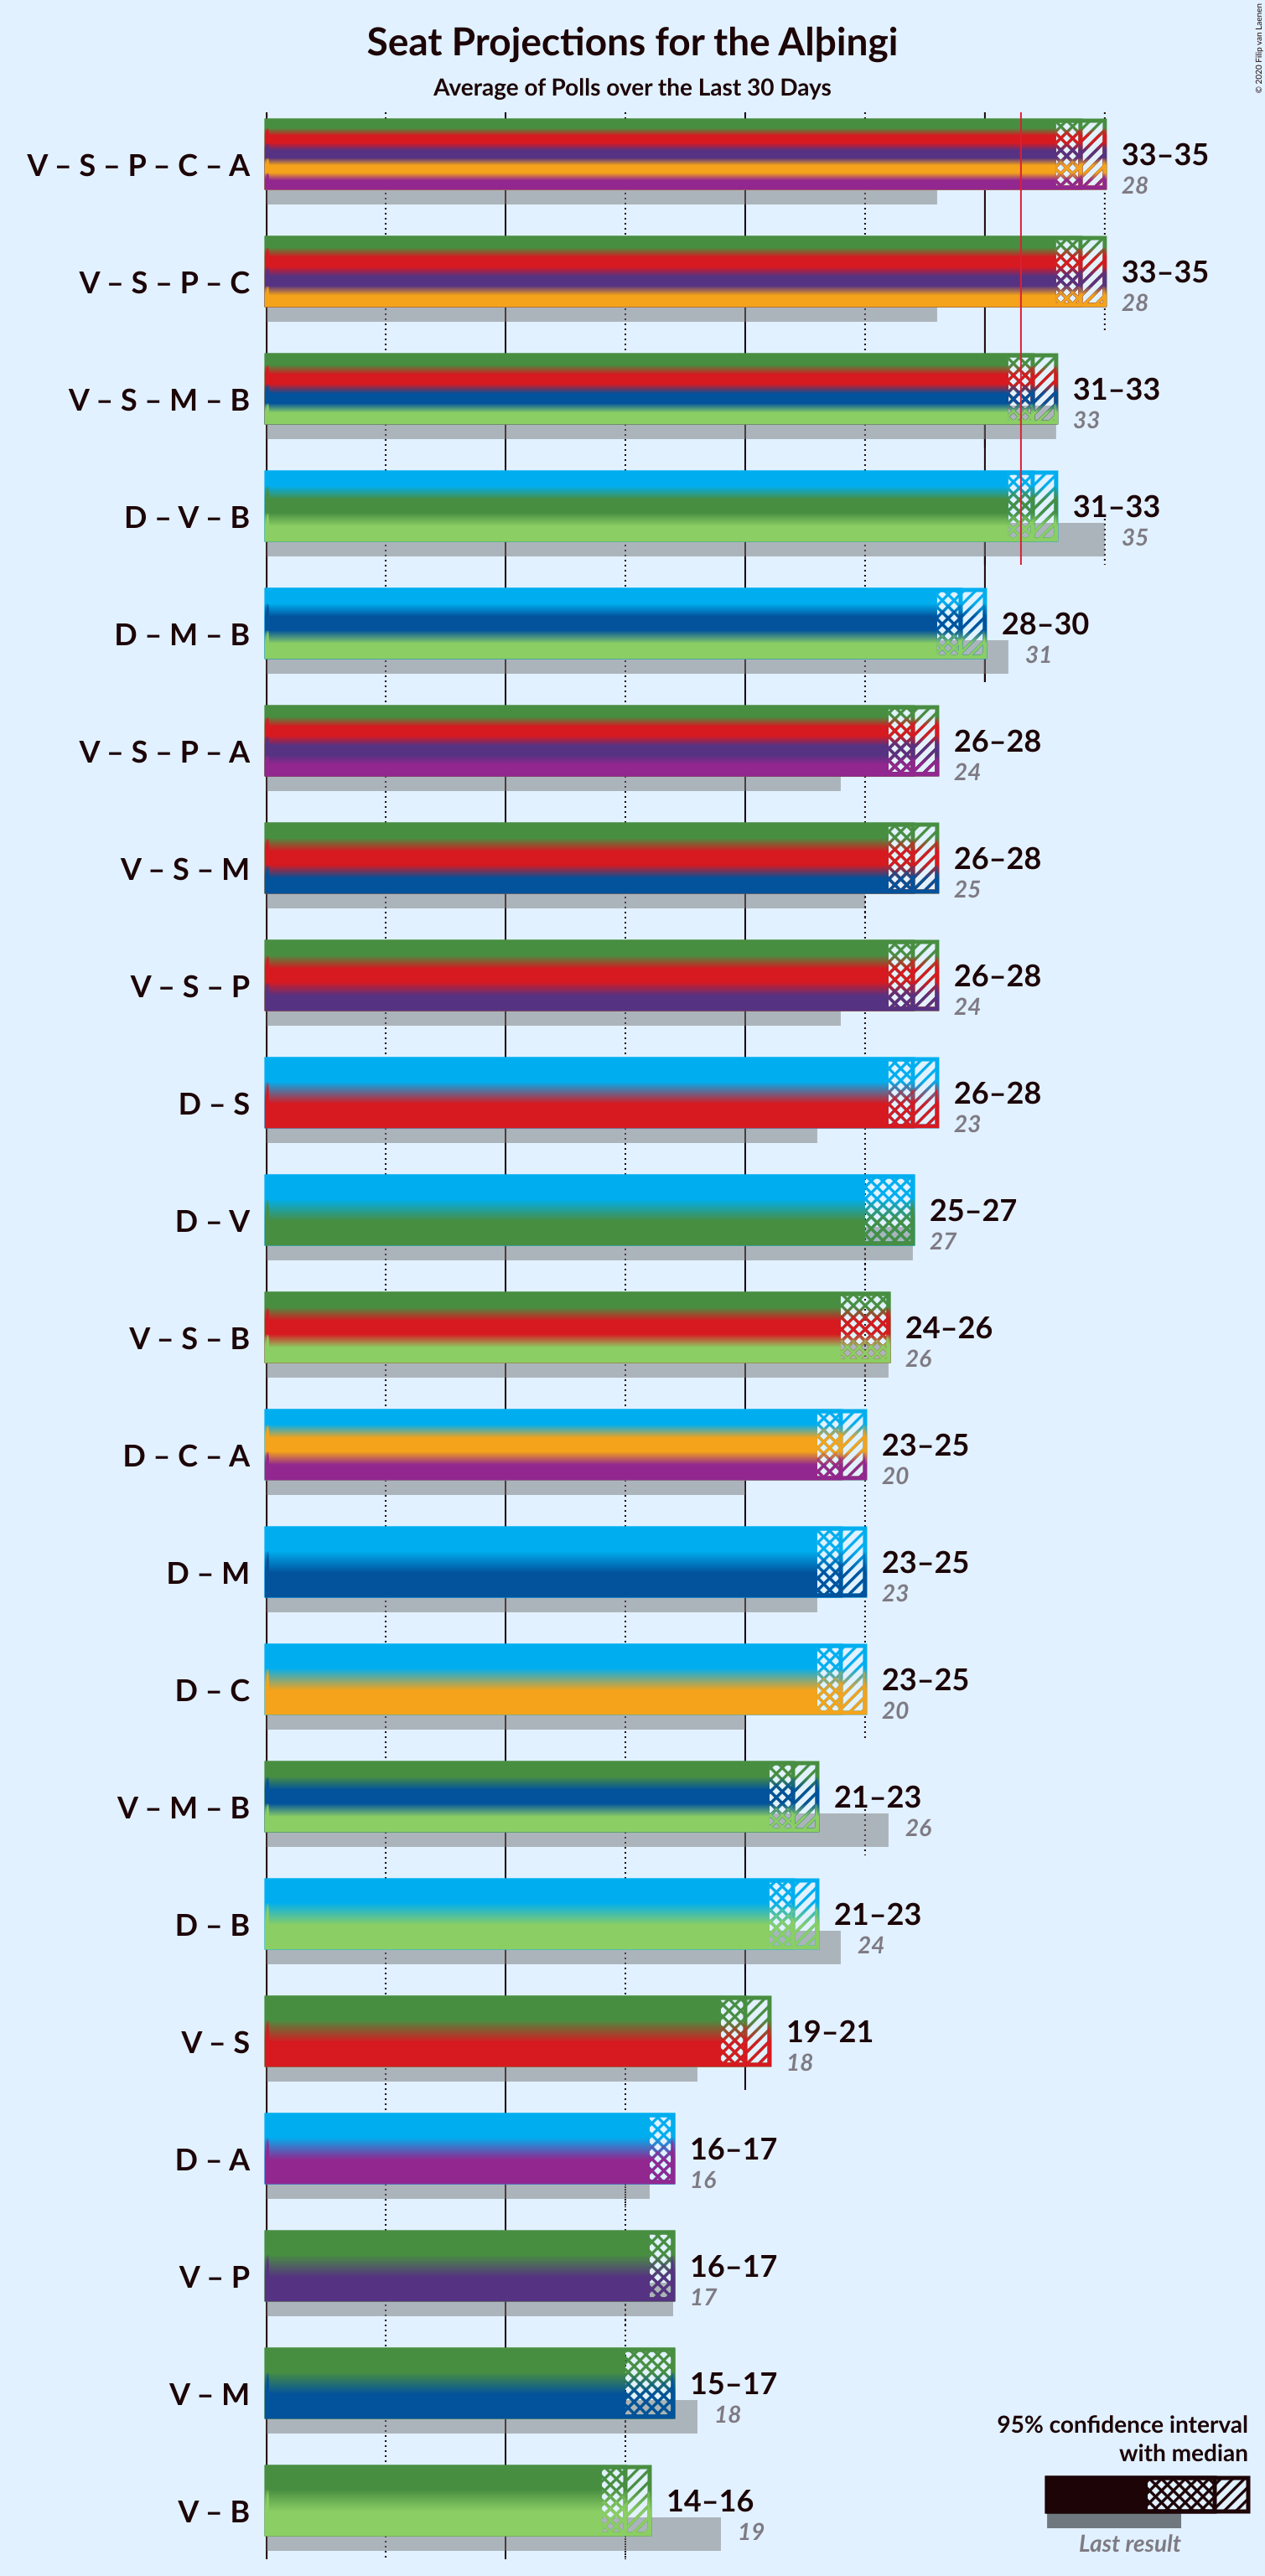 Seat Projections for the Alþingi
Average of Polls over the Last 30 Days
© 2020 Filip van Laenen
V – S – P – C – A
33–35
28
V – S – P – C
33–35
28
V – S – M – B
31–33
33
D – V – B
31–33
35
D – M – B
28–30
31
V – S – P – A
26–28
24
V – S – M
26–28
25
V – S – P
26–28
24
D – S
26–28
23
D – V
25–27
27
V – S – B
24–26
26
D – C – A
23–25
20
D – M
23–25
23
D – C
23–25
20
V – M – B
21–23
26
D – B
21–23
24
V – S
19–21
18
D – A
16–17
16
V – P
16–17
17
V – M
15–17
18
V – B
14–16
19
95% confidence interval
with median
Last result